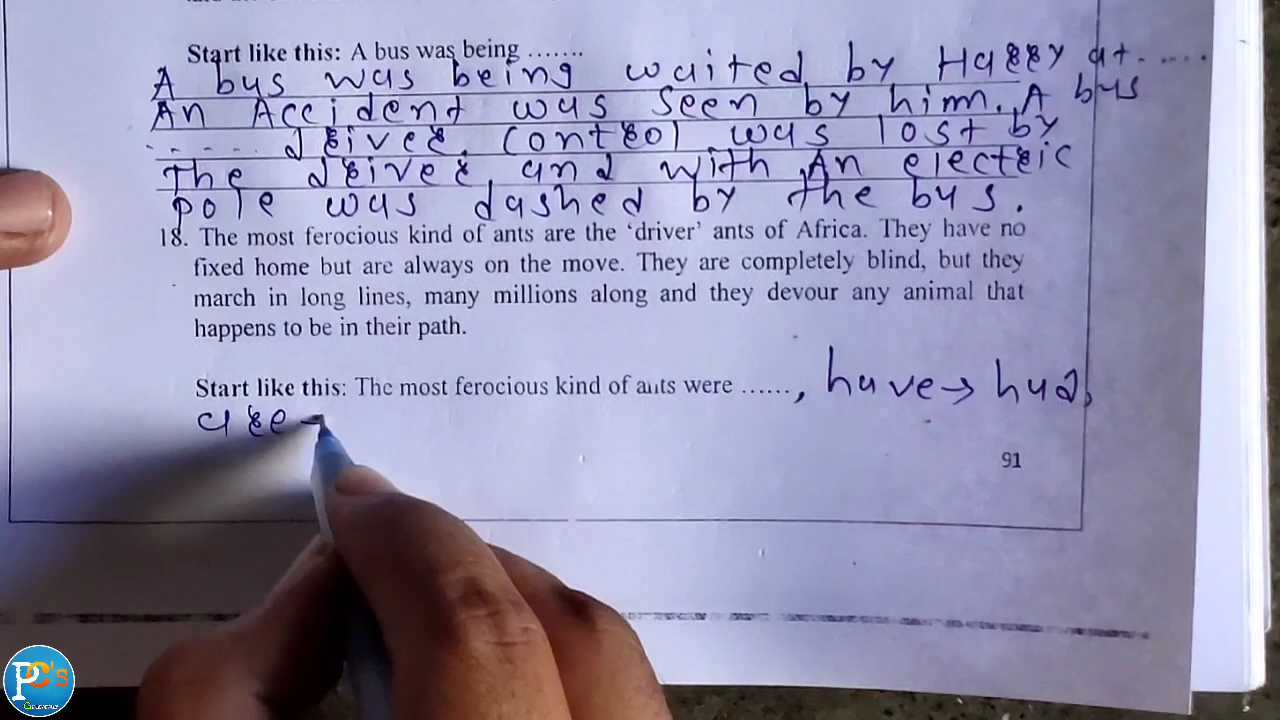 Start like this: A bus was being …….
A bus was being waited by Harry at.....
An Accident was seen by him. A bus
...... driver. Control was lost by
The driver and with An electric
pole was dashed by the bus.
18. The most ferocious kind of ants are the ‘driver’ ants of Africa. They have no
fixed home but are always on the move. They are completely blind, but they
march in long lines, many millions along and they devour any animal that
happens to be in their path.
Start like this: The most ferocious kind of ants were ……, have → had,
are -
91
PC's